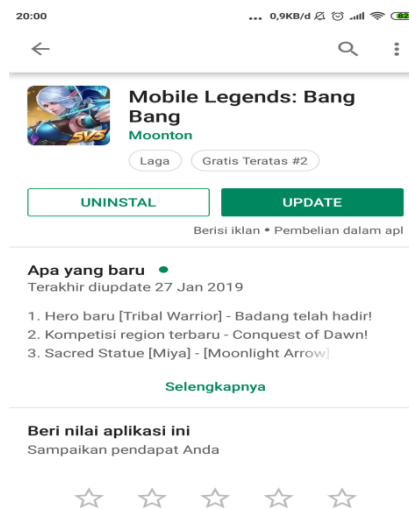 20:00
... 0,9KB/d 82
Mobile Legends: Bang
Bang
Moonton
Laga
Gratis Teratas #2
5V5
UNINSTAL
UPDATE
Berisi iklan • Pembelian dalam apl
Apa yang baru
Terakhir diupdate 27 Jan 2019
1. Hero baru [Tribal Warrior] - Badang telah hadir!
2. Kompetisi region terbaru - Conquest of Dawn!
3. Sacred Statue [Miya] - [Moonlight Arrow]
Selengkapnya
Beri nilai aplikasi ini
Sampaikan pendapat Anda